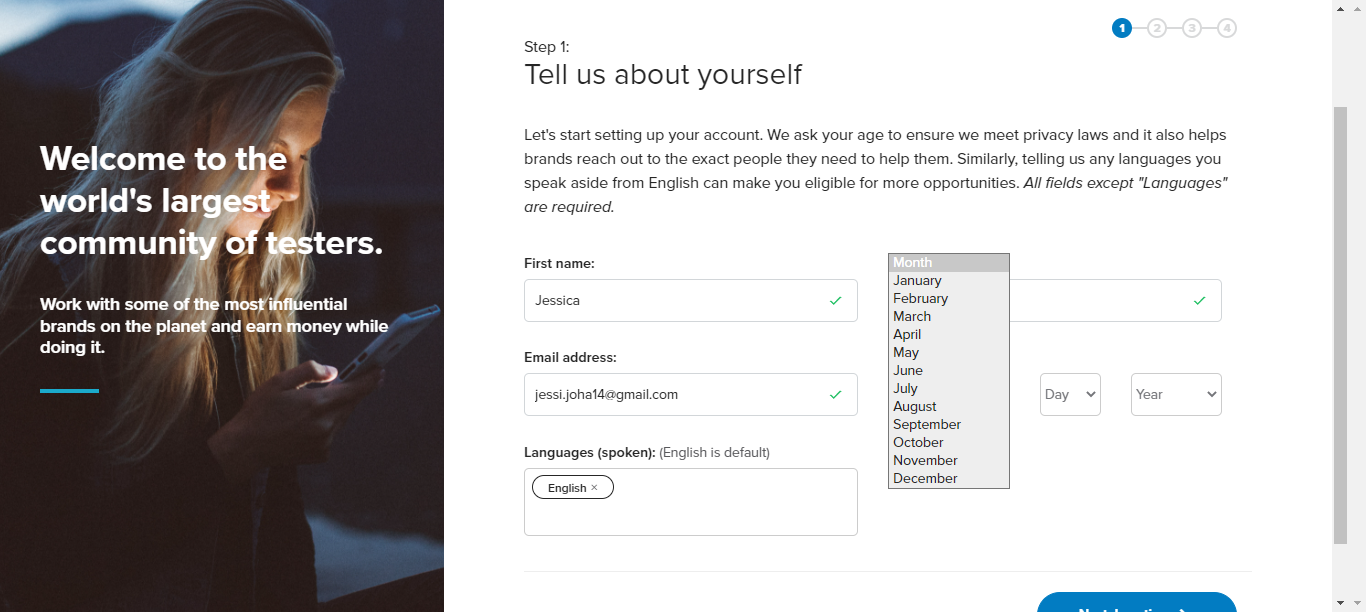 Welcome to the
world's largest
community of testers.
Work with some of the most influential
brands on the planet and earn money while
doing it.
1
2
3
4
Step 1:
Tell us about yourself
Let's start setting up your account. We ask your age to ensure we meet privacy laws and it also helps
brands reach out to the exact people they need to help them. Similarly, telling us any languages you
speak aside from English can make you eligible for more opportunities. All fields except "Languages"
are required.
First name:
Jessica
Month
January
February
March
April
May
June
July
August
September
October
November
December
Email address:
jessi.joha14@gmail.com
Day
Year
Languages (spoken): (English is default)
English ×